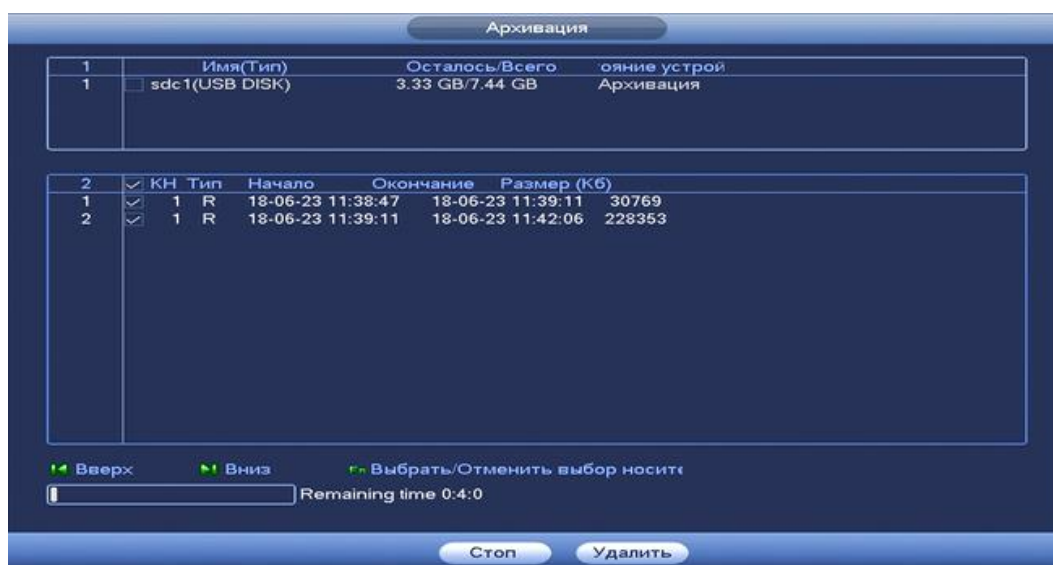 Архивация
1 Имя(Тип) Осталось/Всего ояние устрой
1 sdc1(USB DISK) 3.33 GB/7.44 GB Архивация
2 КН Тип Начало Окончание Размер (Кб)
1 1 R 18-06-23 11:38:47 18-06-23 11:39:11 30769
2 1 R 18-06-23 11:39:11 18-06-23 11:42:06 228353
Вверх Вниз Fn Выбрать/Отменить выбор носите
Remaining time 0:4:0
Стоп Удалить